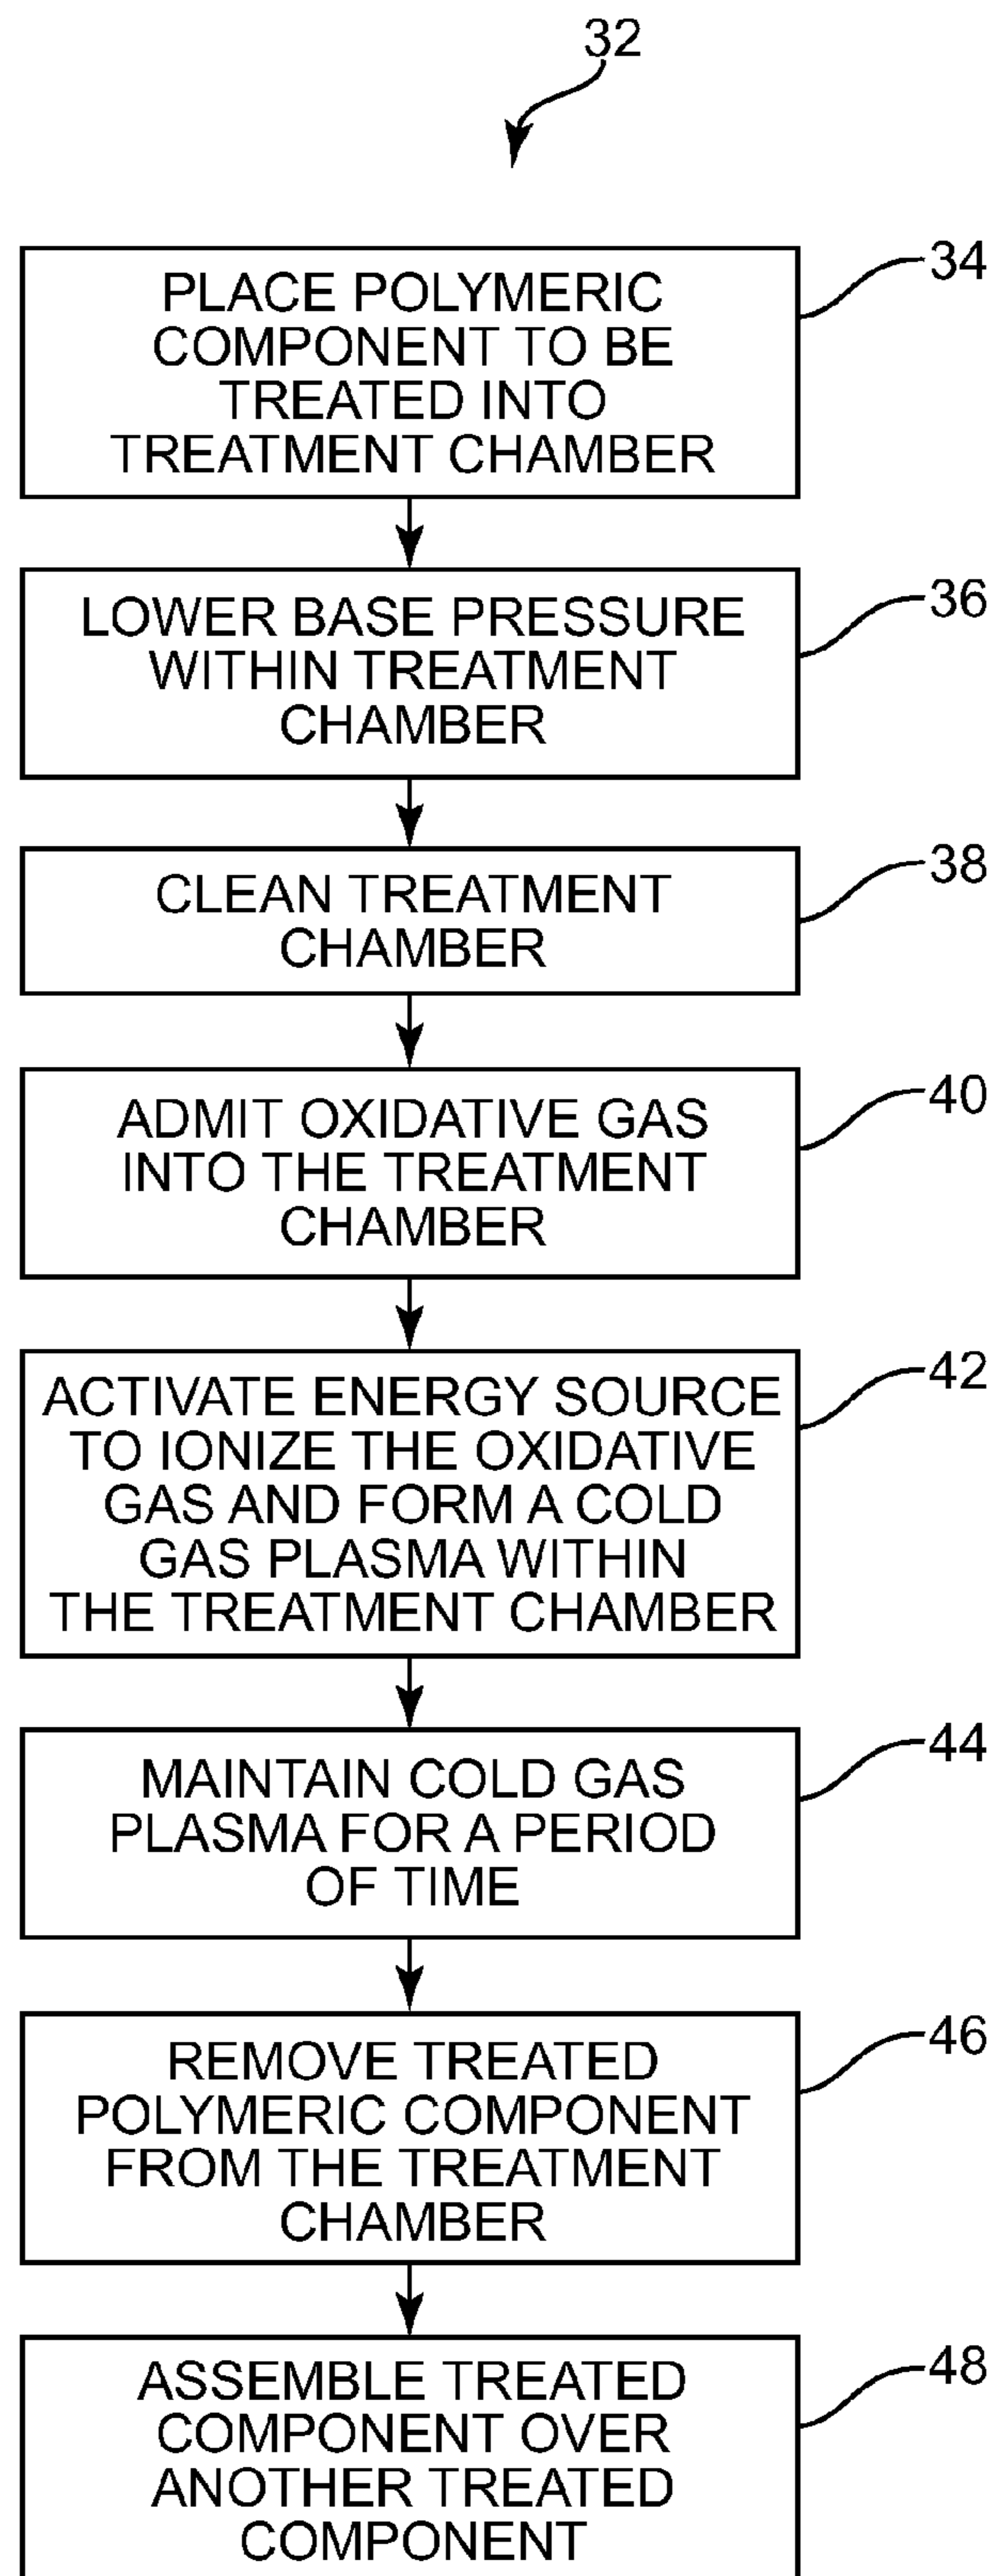 32
PLACE POLYMERIC
COMPONENT TO BE
TREATED INTO
TREATMENT CHAMBER
34
LOWER BASE PRESSURE
WITHIN TREATMENT
CHAMBER
36
CLEAN TREATMENT
CHAMBER
38
ADMIT OXIDATIVE GAS
INTO THE TREATMENT
CHAMBER
40
ACTIVATE ENERGY SOURCE
TO IONIZE THE OXIDATIVE
GAS AND FORM A COLD
GAS PLASMA WITHIN
THE TREATMENT CHAMBER
42
MAINTAIN COLD GAS
PLASMA FOR A PERIOD
OF TIME
44
REMOVE TREATED
POLYMERIC COMPONENT
FROM THE TREATMENT
CHAMBER
46
ASSEMBLE TREATED
COMPONENT OVER
ANOTHER TREATED
COMPONENT
48